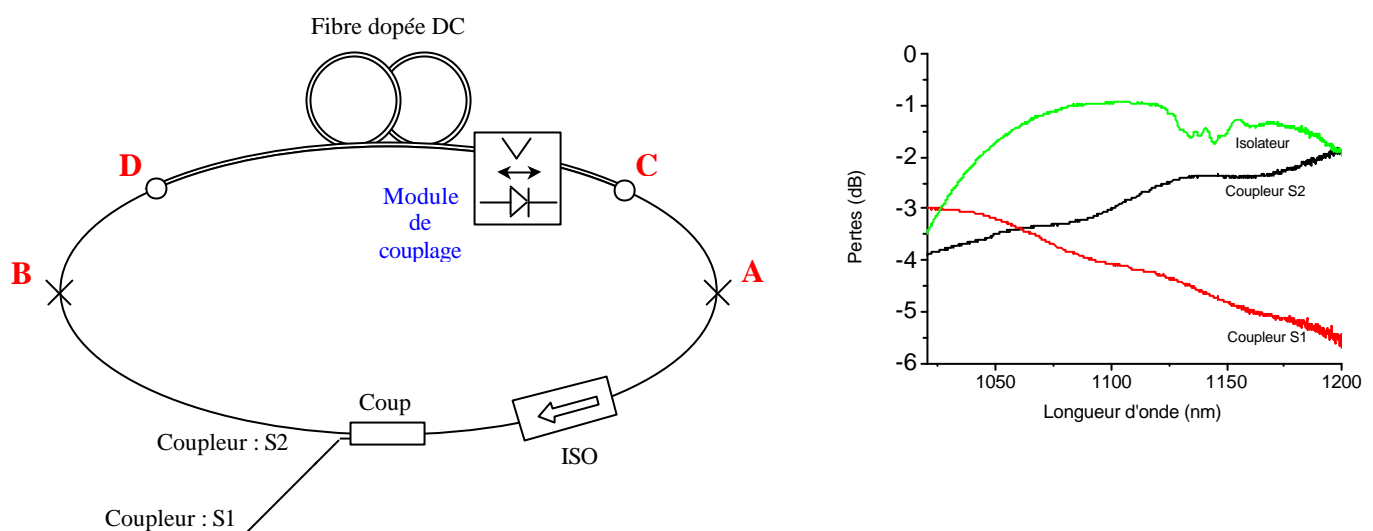 Fibre dopée DC
D
C
Module
de
couplage
B
A
Coup
Coupleur : S2
ISO
Coupleur : S1
0
-1
-2
-3
-4
-5
-6
Pertes (dB)
Isolateur
Coupleur S2
Coupleur S1
1050
1100
1150
1200
Longueur d'onde (nm)